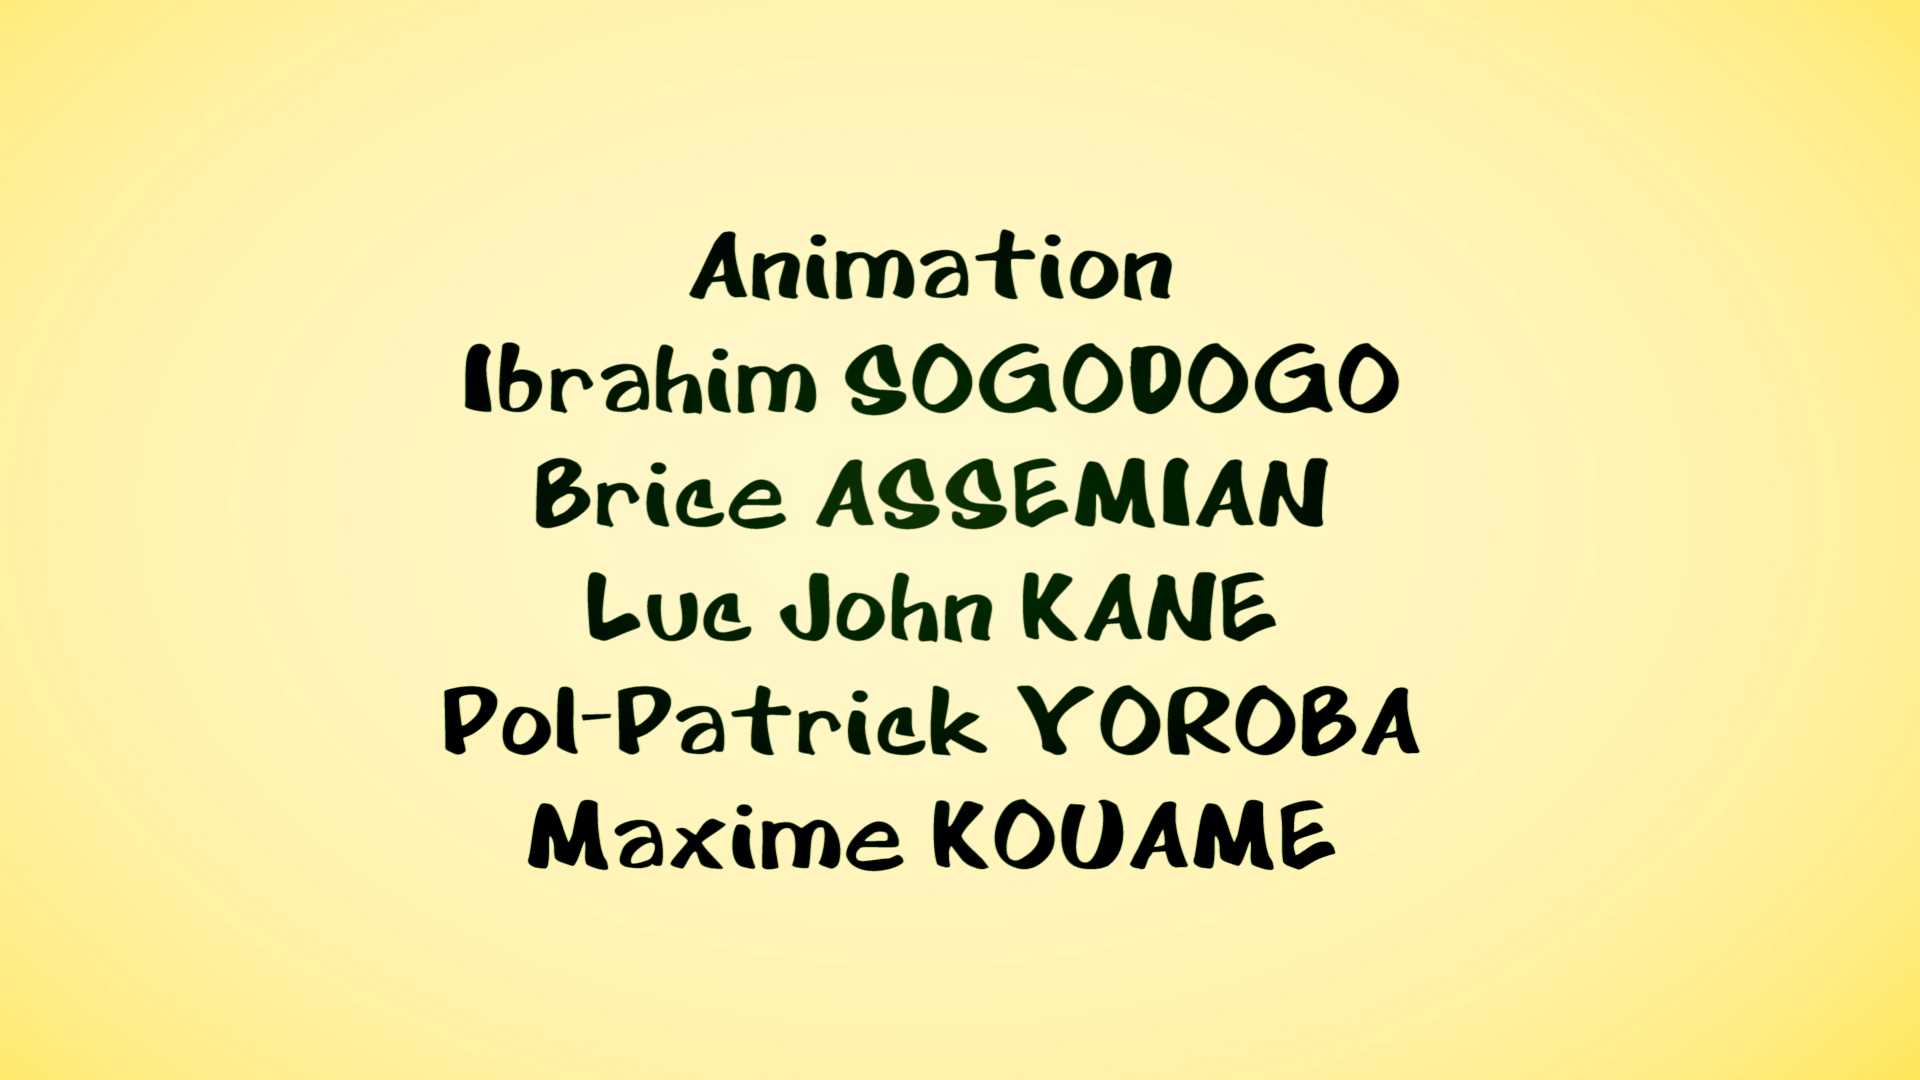 Animation
Ibrahim SOGODOGO
Brice ASSEMIAN
Luc John KANE
Pol-Patrick YOROBA
Maxime KOUAME